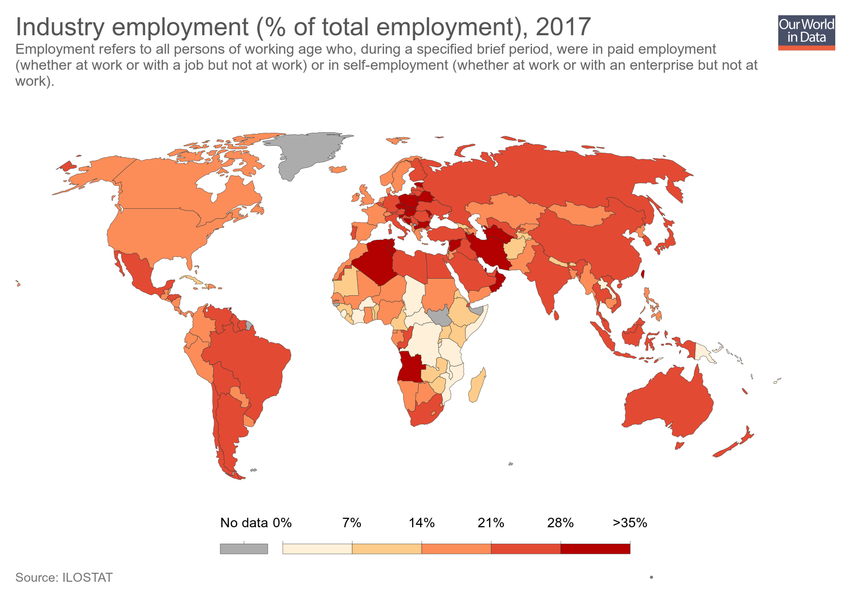 Industry employment (% of total employment), 2017
Our World
in Data
Employment refers to all persons of working age who, during a specified brief period, were in paid employment
(whether at work or with a job but not at work) or in self-employment (whether at work or with an enterprise but not at
work).
No data 0% 7% 14% 21% 28% >35%
Source: ILOSTAT